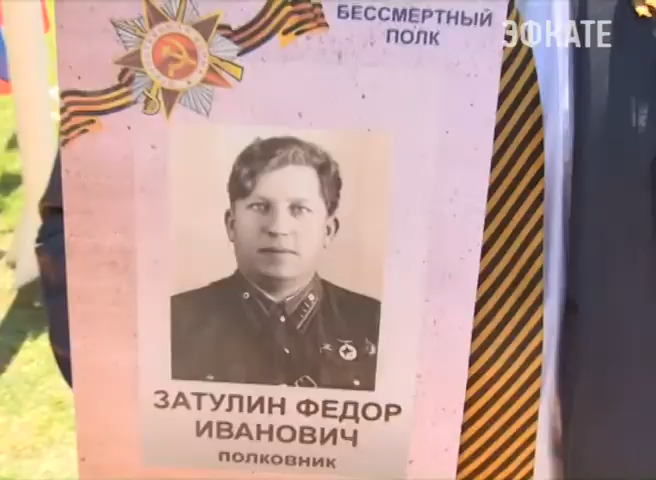 БЕССМЕРТНЫЙ
ПОЛК
ЭФКАТЕ
ЗАТУЛИН ФЕДОР
ИВАНОВИЧ
ПОЛКОВНИК